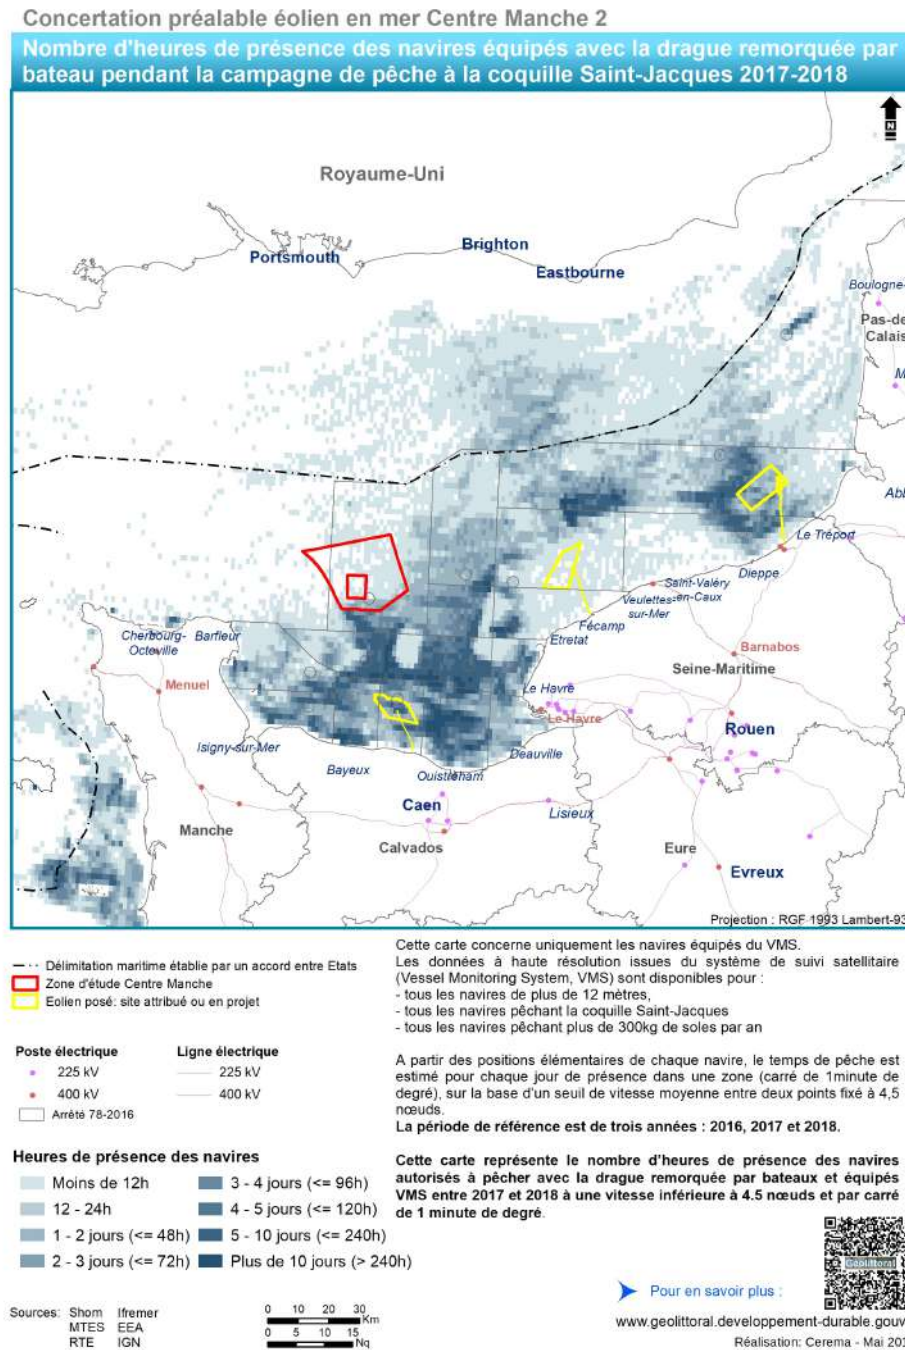 Concertation préalable éolien en mer Centre Manche 2
Nombre d'heures de présence des navires équipés avec la drague remorquée par
bateau pendant la campagne de pêche à la coquille Saint-Jacques 2017-2018
N
Royaume-Uni
Portsmouth
Brighton
Eastbourne
Boulogne-
Pas-de
Calais
M
Abb
Le Tréport
Dieppe
Saint-Valéry
-en-Caux
Veulettes-
sur-Mer
Fécamp
Etretat
Cherbourg-
Octeville
Barfleur
Barnabos
Seine-Maritime
Menuel
Le Havre
Le Havre
Rouen
Isigny-sur-Mer
Deauville
Bayeux
Ouistreham
Caen
Lisieux
Manche
Calvados
Eure
Evreux
Projection : RGF 1993 Lambert-93
Délimitation maritime établie par un accord entre Etats
Zone d'étude Centre Manche
Eolien posé: site attribué ou en projet
Poste électrique
225 kV
400 kV
Ligne électrique
225 kV
400 kV
Arrêté 78-2016
Heures de présence des navires
Moins de 12h
12 - 24h
1 - 2 jours (<= 48h)
2 - 3 jours (<= 72h)
3 - 4 jours (<= 96h)
4 - 5 jours (<= 120h)
5 - 10 jours (<= 240h)
Plus de 10 jours (> 240h)
Cette carte concerne uniquement les navires équipés du VMS.
Les données à haute résolution issues du système de suivi satellitaire
(Vessel Monitoring System, VMS) sont disponibles pour :
- tous les navires de plus de 12 mètres,
- tous les navires pêchant la coquille Saint-Jacques
- tous les navires pêchant plus de 300kg de soles par an
A partir des positions élémentaires de chaque navire, le temps de pêche est
estimé pour chaque jour de présence dans une zone (carré de 1minute de
degré), sur la base d'un seuil de vitesse moyenne entre deux points fixé à 4,5
nœuds.
La période de référence est de trois années : 2016, 2017 et 2018.
Cette carte représente le nombre d'heures de présence des navires
autorisés à pêcher avec la drague remorquée par bateaux et équipés
VMS entre 2017 et 2018 à une vitesse inférieure à 4.5 nœuds et par carré
de 1 minute de degré.
Géolittoral
Pour en savoir plus :
www.geolittoral.developpement-durable.gouv
Réalisation: Cerema - Mai 201
Sources: Shom Ifremer
MTES EEA
RTE IGN
0 10 20 30
Km
0 5 10 15
Nq